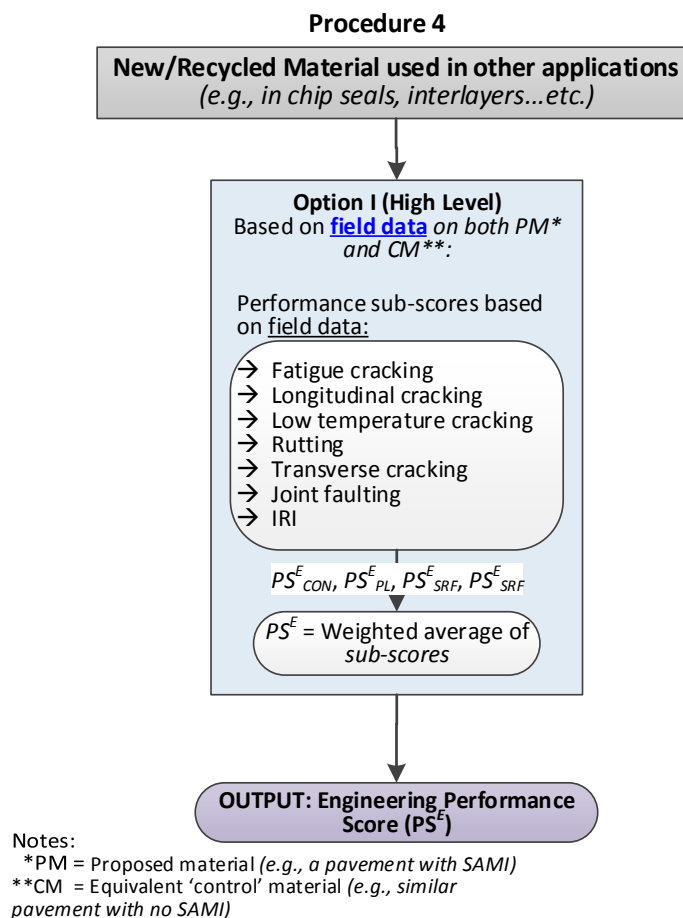 Procedure 4
New/Recycled Material used in other applications
(e.g., in chip seals, interlayers...etc.)
Option I (High Level)
Based on field data on both PM*
and CM**:
Performance sub-scores based
on field data:
→ Fatigue cracking
→ Longitudinal cracking
→ Low temperature cracking
→ Rutting
→ Transverse cracking
→ Joint faulting
→ IRI
PS^E_CON, PS^E_PL, PS^E_SRF, PS^E_SRF
PS^E = Weighted average of
sub-scores
OUTPUT: Engineering Performance
Score (PS^E)
Notes:
*PM = Proposed material (e.g., a pavement with SAMI)
**CM = Equivalent ‘control’ material (e.g., similar
pavement with no SAMI)